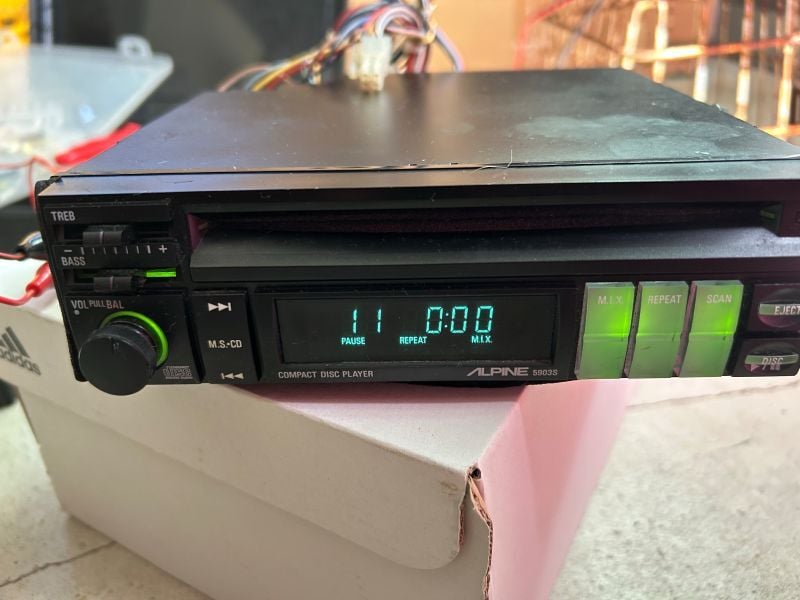 TREB
- +
BASS
VOL PULL BAL
▶▶|
M.S.-CD
|◀◀
11 0:00
PAUSE REPEAT M.I.X.
COMPACT DISC PLAYER
ALPINE 5903S
M.I.X.
REPEAT
SCAN
EJECT
DISC
▶/▮▮
adidas